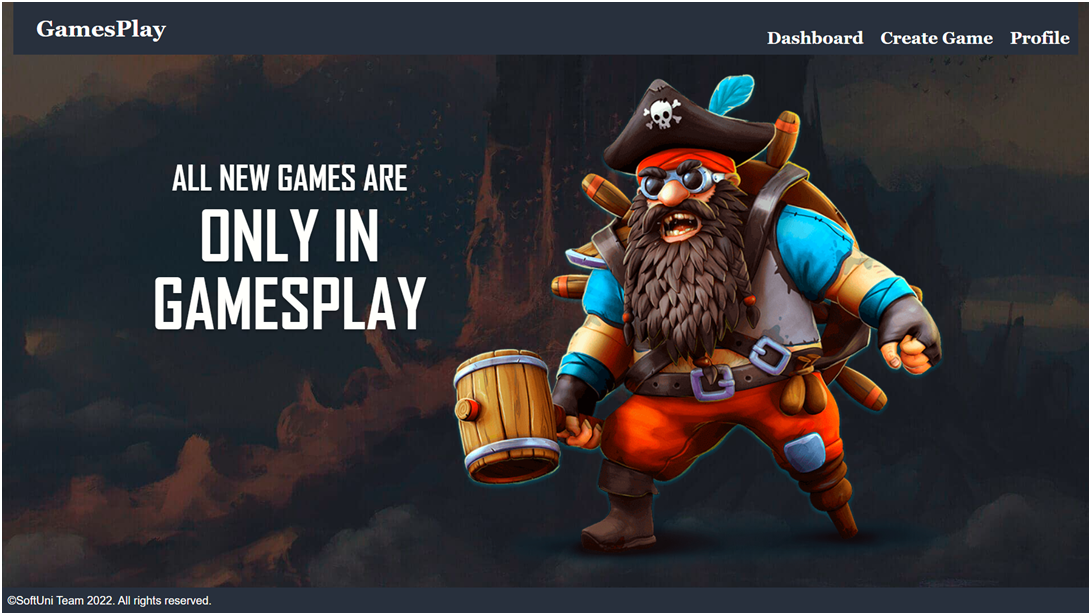 GamesPlay
Dashboard Create Game Profile
ALL NEW GAMES ARE
ONLY IN
GAMESPLAY
©SoftUni Team 2022. All rights reserved.